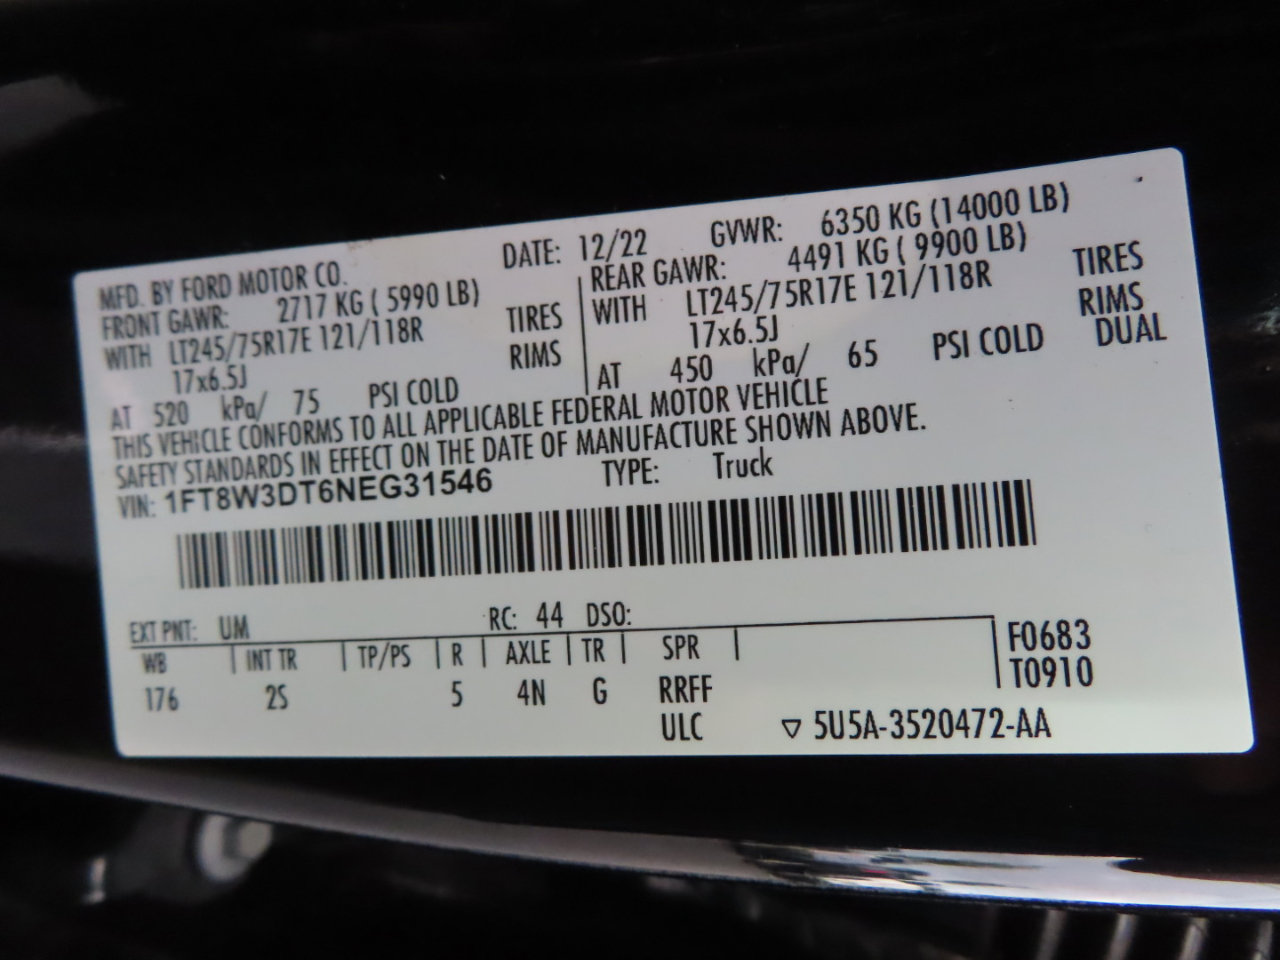 MFD. BY FORD MOTOR CO. DATE: 12/22 GVWR: 6350 KG (14000 LB)
FRONT GAWR: 2717 KG ( 5990 LB) REAR GAWR: 4491 KG ( 9900 LB)
WITH LT245/75R17E 121/118R TIRES WITH LT245/75R17E 121/118R TIRES
17x6.5J RIMS 17x6.5J RIMS
AT 520 kPa/ 75 PSI COLD AT 450 kPa/ 65 PSI COLD DUAL
THIS VEHICLE CONFORMS TO ALL APPLICABLE FEDERAL MOTOR VEHICLE
SAFETY STANDARDS IN EFFECT ON THE DATE OF MANUFACTURE SHOWN ABOVE.
VIN: 1FT8W3DT6NEG31546 TYPE: Truck
EXT PNT: UM RC: 44 DSO:
WB INT TR TP/PS R AXLE TR SPR F0683
176 2S 5 4N G RRFF T0910
ULC ▽ 5U5A-3520472-AA